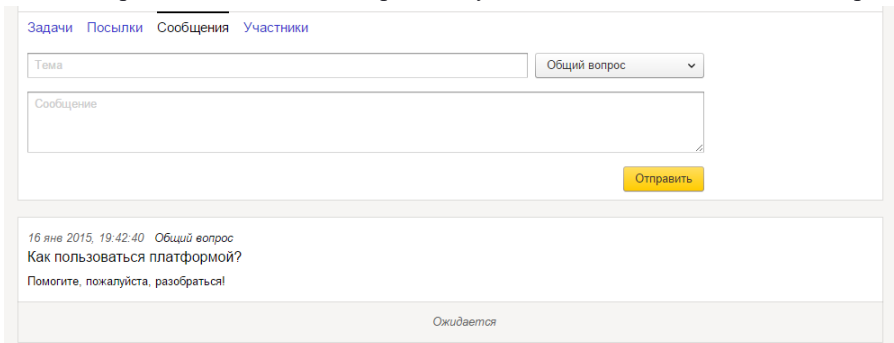 Задачи Посылки Сообщения Участники
Тема Общий вопрос
Сообщение
Отправить
16 янв 2015, 19:42:40 Общий вопрос
Как пользоваться платформой?
Помогите, пожалуйста, разобраться!
Ожидается